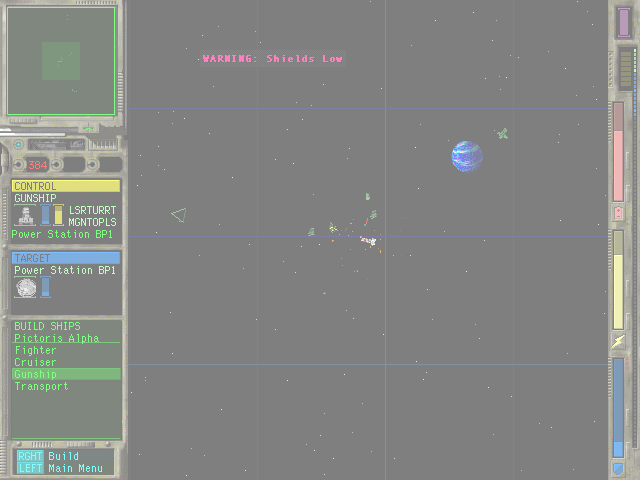 WARNING: Shields Low
384
CONTROL
GUNSHIP
LSRTURRT
MGNTOPLS
Power Station BP1
TARGET
Power Station BP1
BUILD SHIPS
Pictoris Alpha
Fighter
Cruiser
Gunship
Transport
RGHT Build
LEFT Main Menu